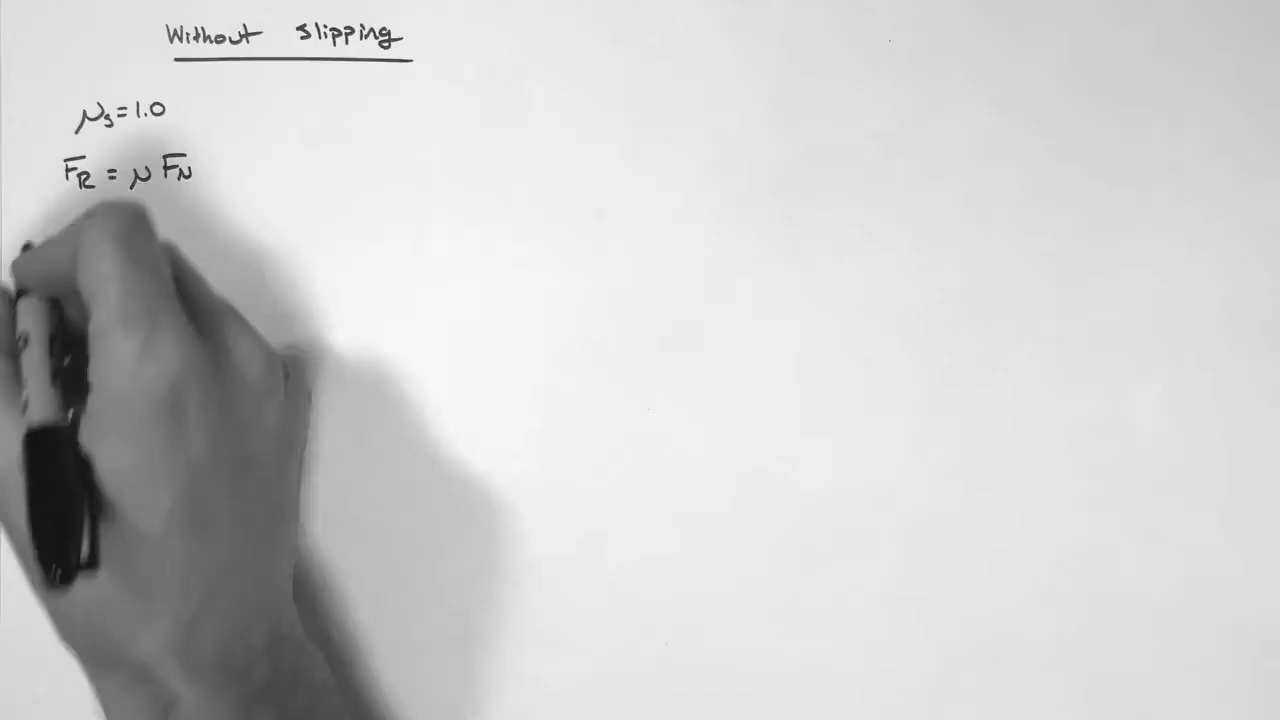 Without slipping
μs = 1.0
FR = μ FN